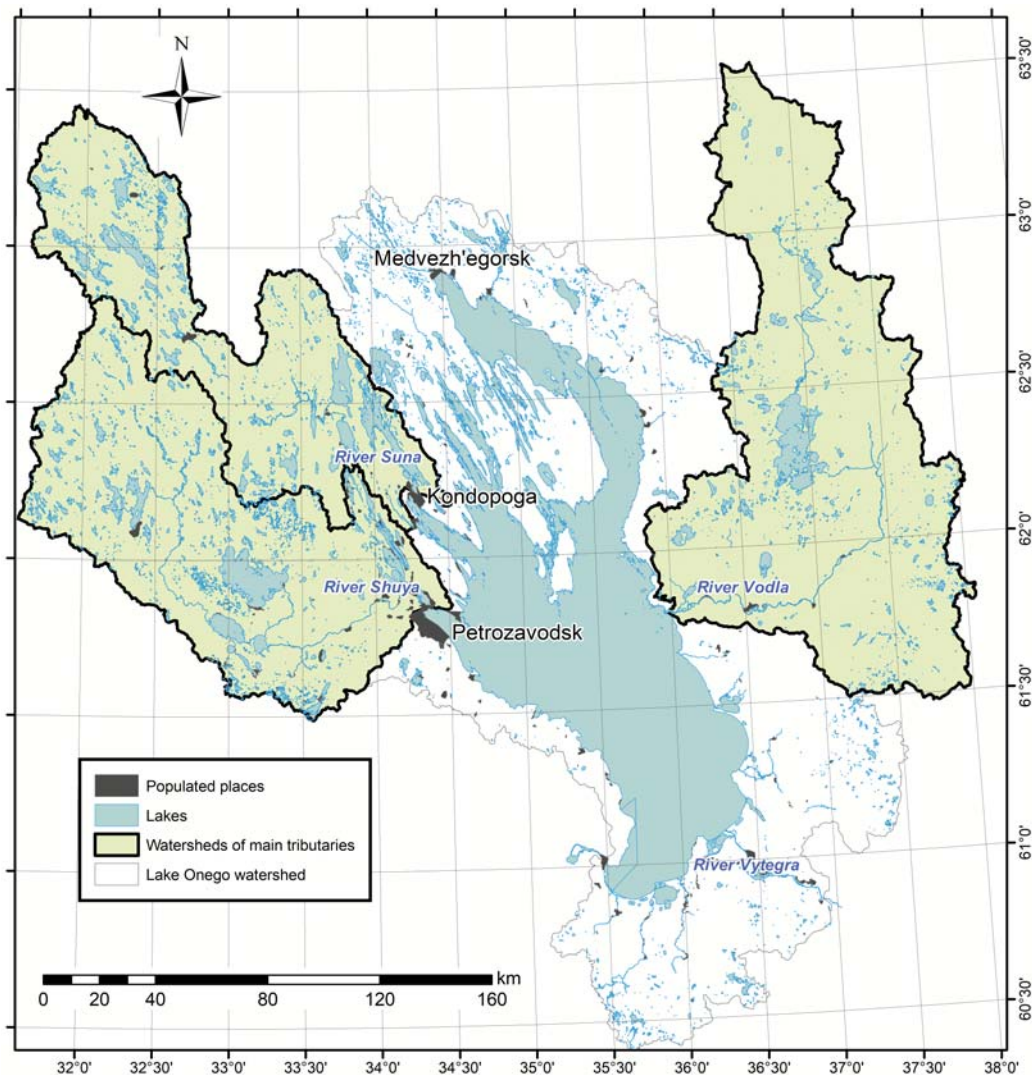 N
63°30'
63°0'
62°30'
62°0'
61°30'
61°0'
60°30'
Medvezh'egorsk
River Suna
Kondopoga
River Shuya
Petrozavodsk
River Vodla
River Vytegra
Populated places
Lakes
Watersheds of main tributaries
Lake Onego watershed
km
0 20 40 80 120 160
32°0' 32°30' 33°0' 33°30' 34°0' 34°30' 35°0' 35°30' 36°0' 36°30' 37°0' 37°30' 38°0'